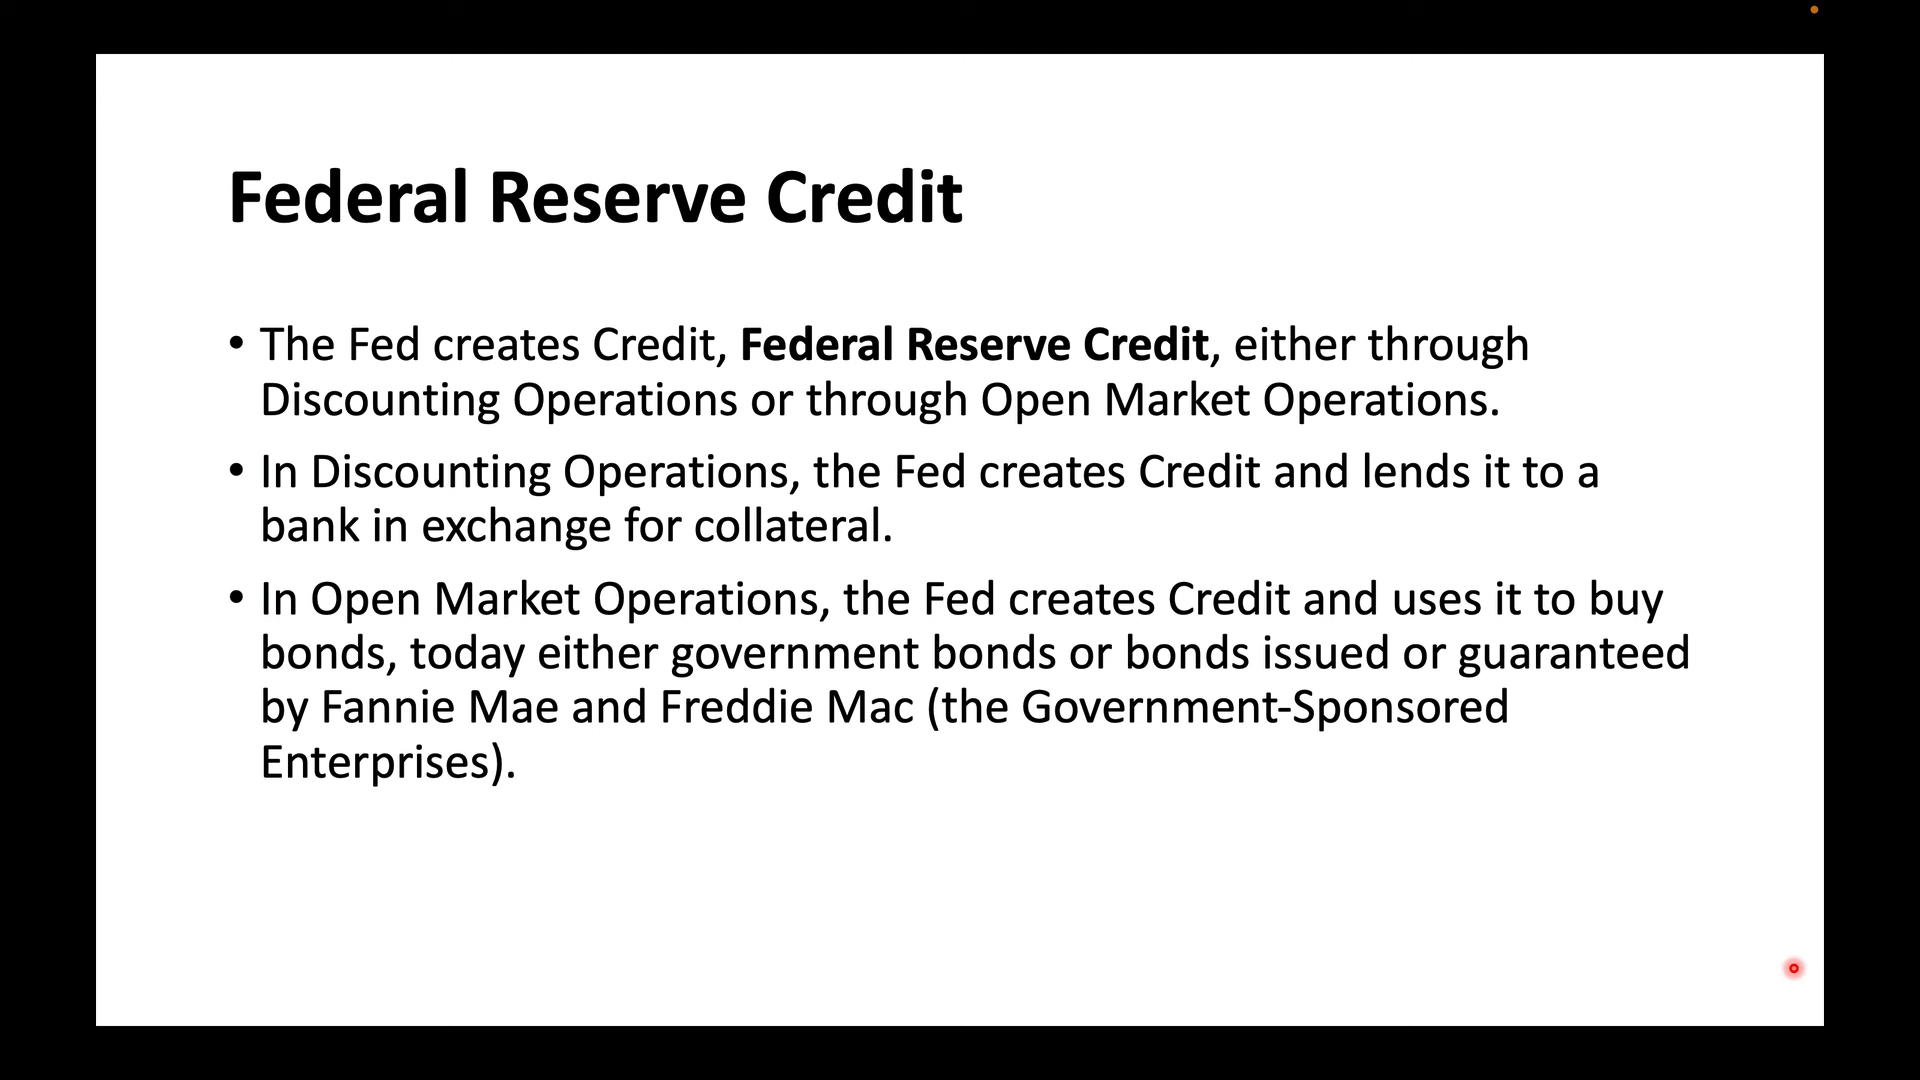 Federal Reserve Credit
• The Fed creates Credit, Federal Reserve Credit, either through
Discounting Operations or through Open Market Operations.
• In Discounting Operations, the Fed creates Credit and lends it to a
bank in exchange for collateral.
• In Open Market Operations, the Fed creates Credit and uses it to buy
bonds, today either government bonds or bonds issued or guaranteed
by Fannie Mae and Freddie Mac (the Government-Sponsored
Enterprises).